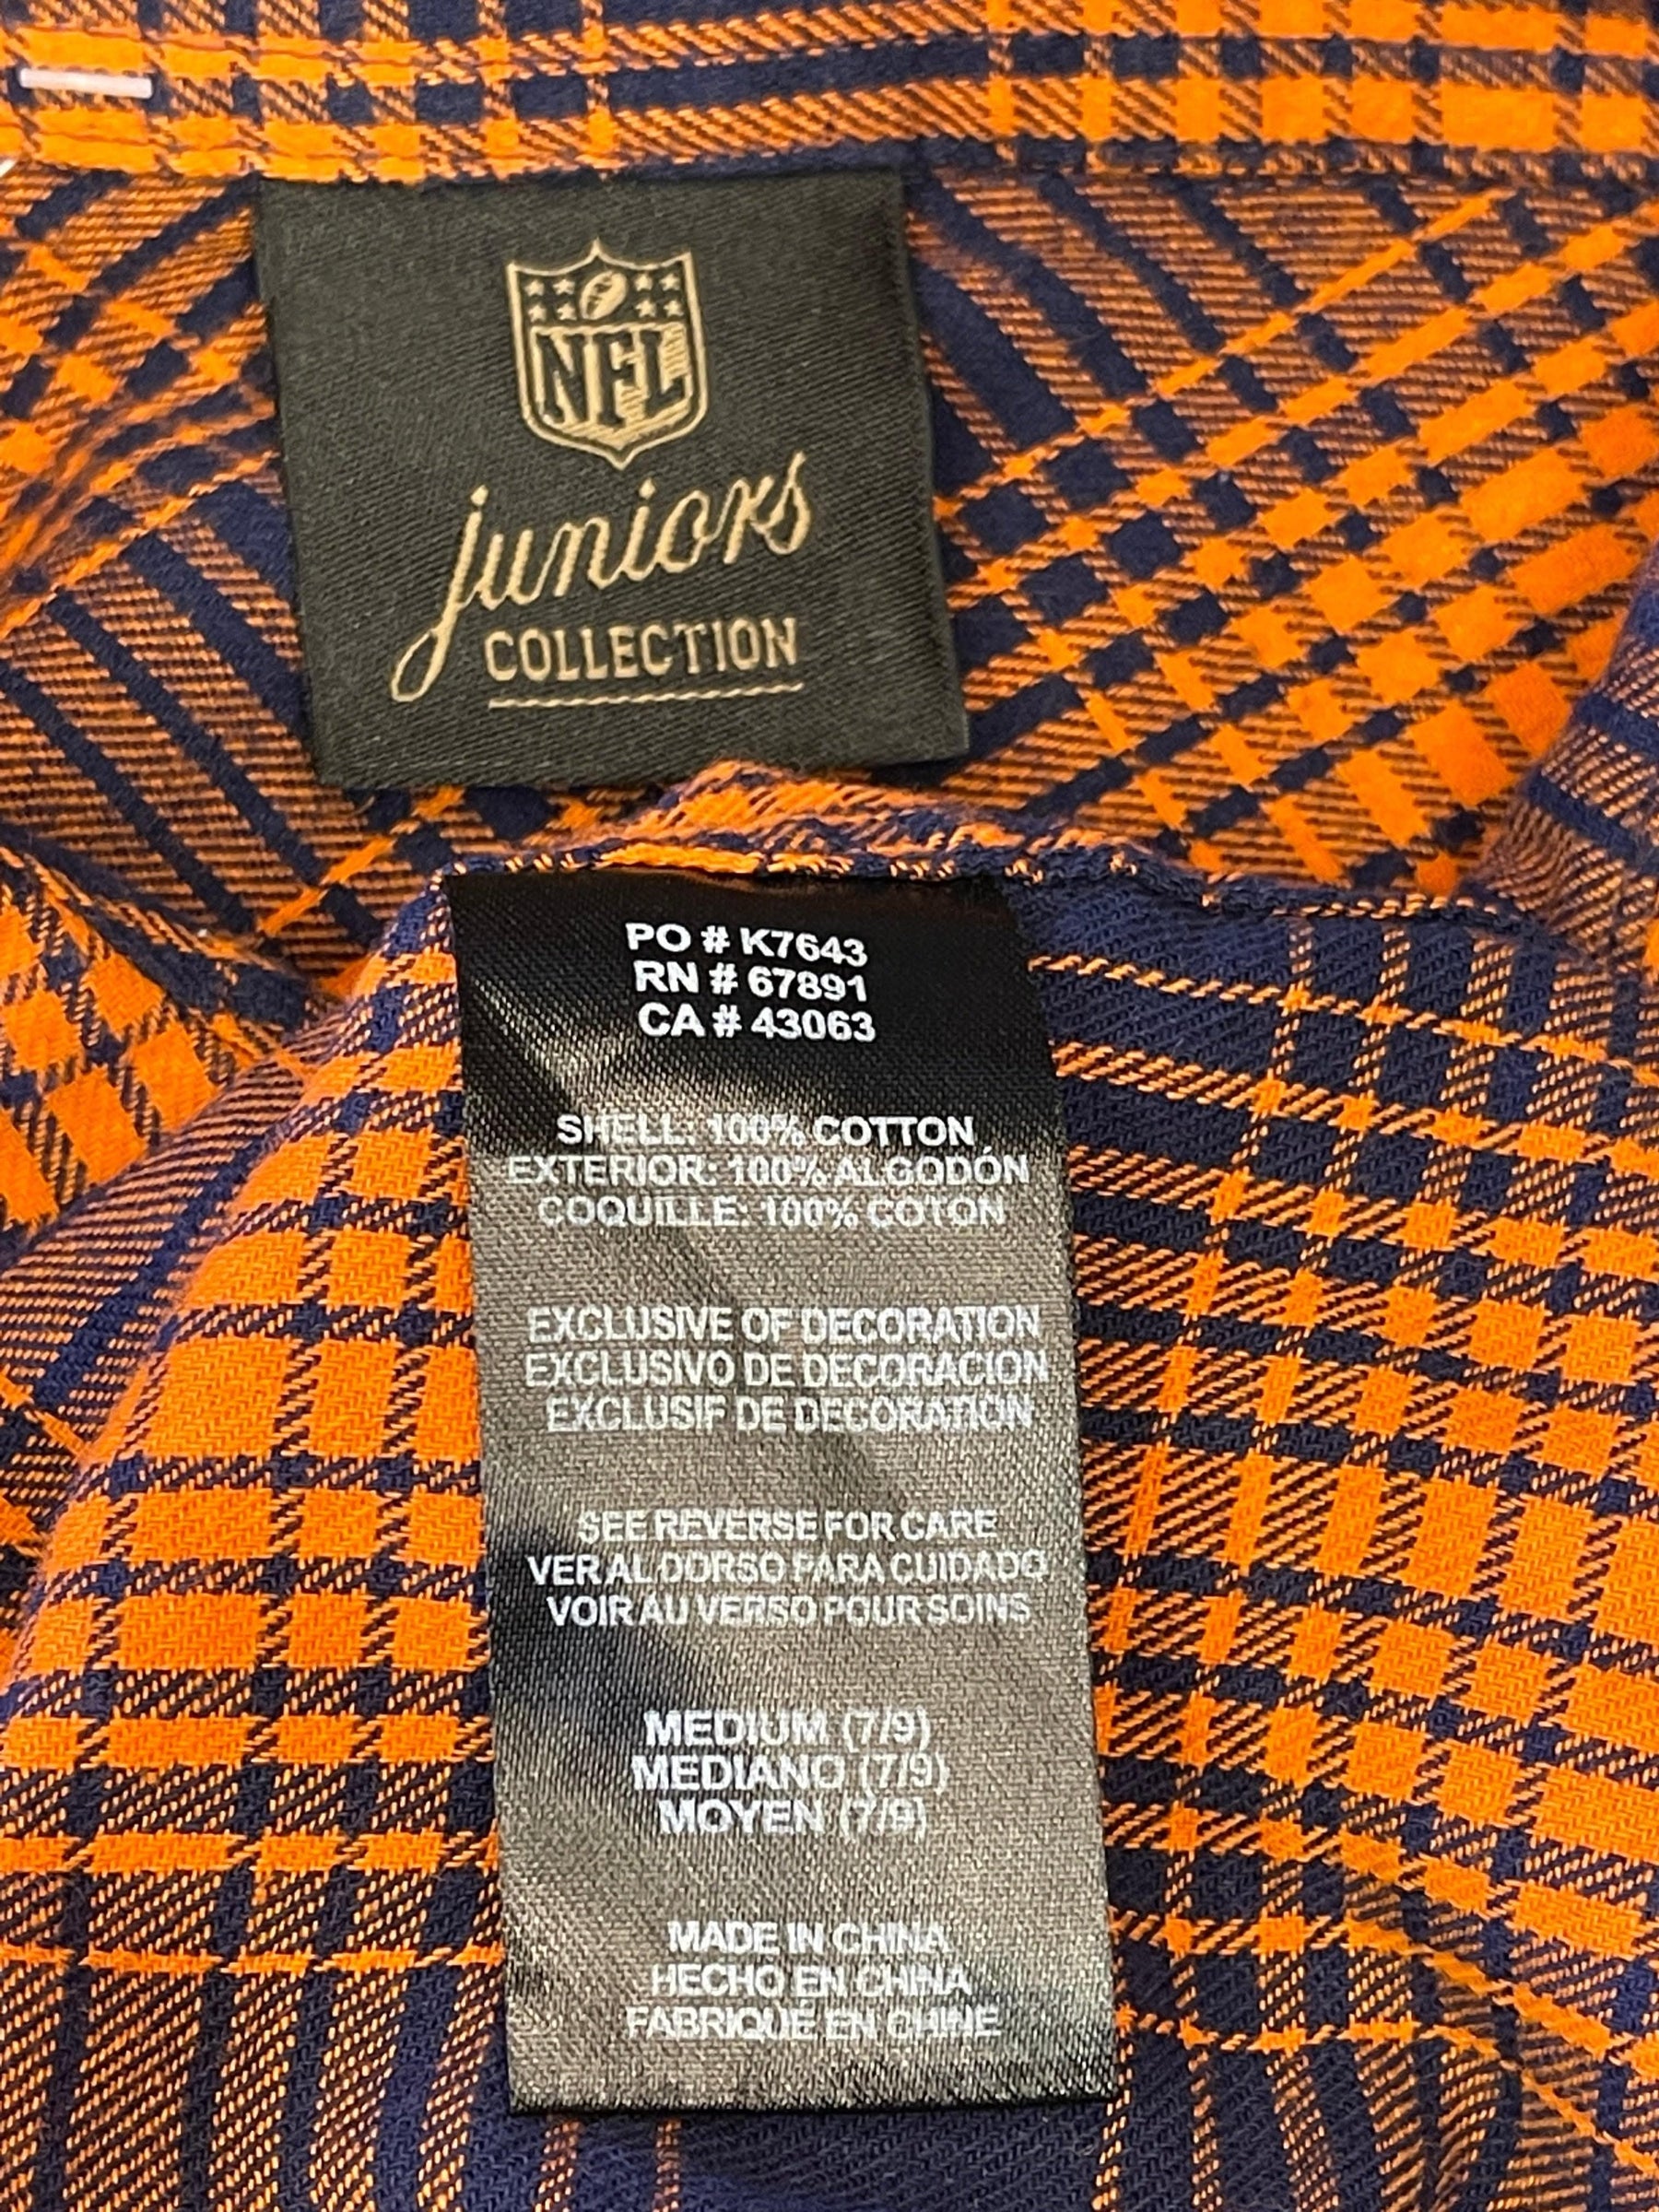 NFL
juniors
COLLECTION
PO # K7643
RN # 67891
CA # 43063
SHELL: 100% COTTON
EXTERIOR: 100% ALGODÓN
COQUILLE: 100% COTON
EXCLUSIVE OF DECORATION
EXCLUSIVO DE DECORACION
EXCLUSIF DE DECORATION
SEE REVERSE FOR CARE
VER AL DORSO PARA CUIDADO
VOIR AU VERSO POUR SOINS
MEDIUM (7/9)
MEDIANO (7/9)
MOYEN (7/9)
MADE IN CHINA
HECHO EN CHINA
FABRIQUÉ EN CHINE